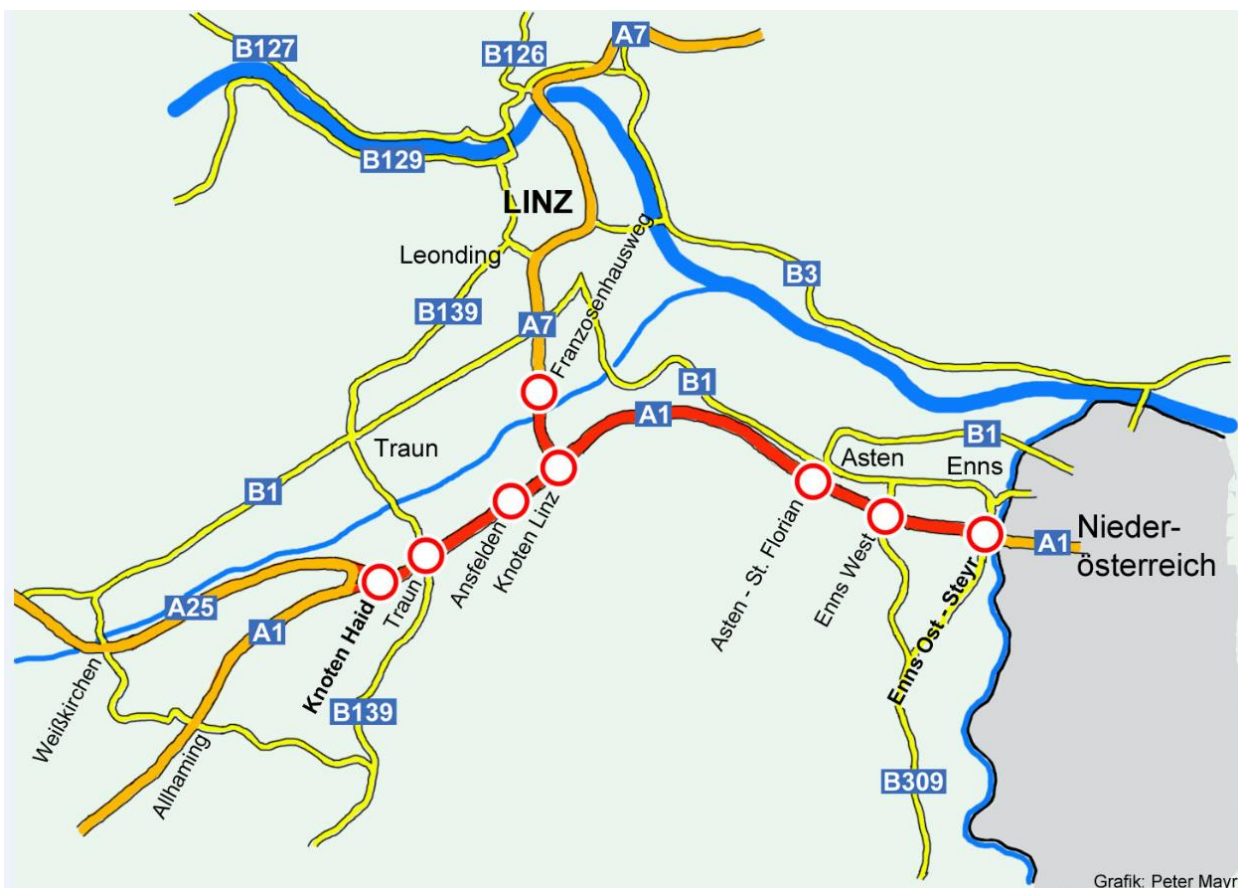 A7
B127
B126
B129
LINZ
Leonding
Franzosenhausweg
B3
B139
A7
B1
A1
Traun
Asten
Enns
B1
B1
Knoten Linz
Ansfelden
Asten - St. Florian
Enns West
Enns Ost - Steyr
A1
Nieder-
österreich
A25
A1
Traun
Knoten Haid
Weißkirchen
Allhaming
B139
B309
Grafik: Peter Mayr